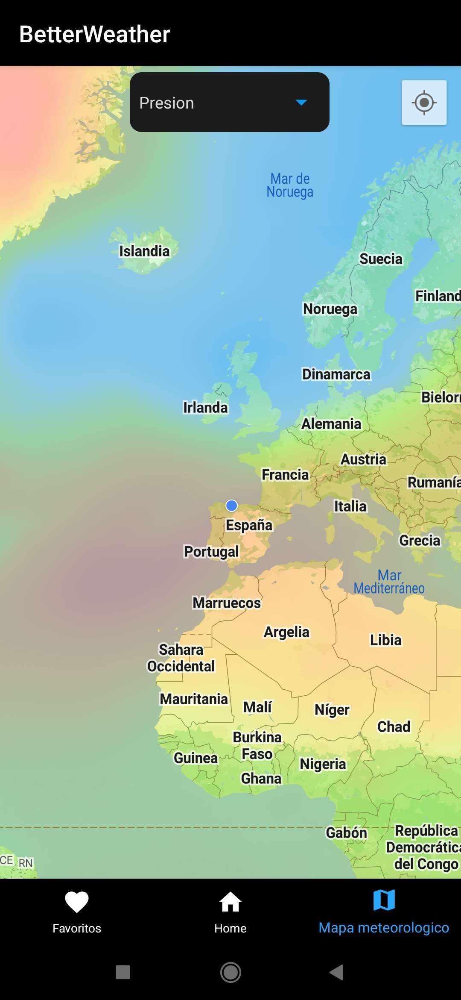 BetterWeather
Presion
Mar de
Noruega
Islandia
Suecia
Finland
Noruega
Dinamarca
Bielorr
Irlanda
Alemania
Austria
Francia
Rumanía
Italia
España
Grecia
Portugal
Mar
Mediterráneo
Marruecos
Argelia
Libia
Sahara
Occidental
Mauritania
Malí
Níger
Chad
Burkina
Faso
Guinea
Nigeria
Ghana
Gabón
República
Democrática
del Congo
CE RN
Favoritos
Home
Mapa meteorologico